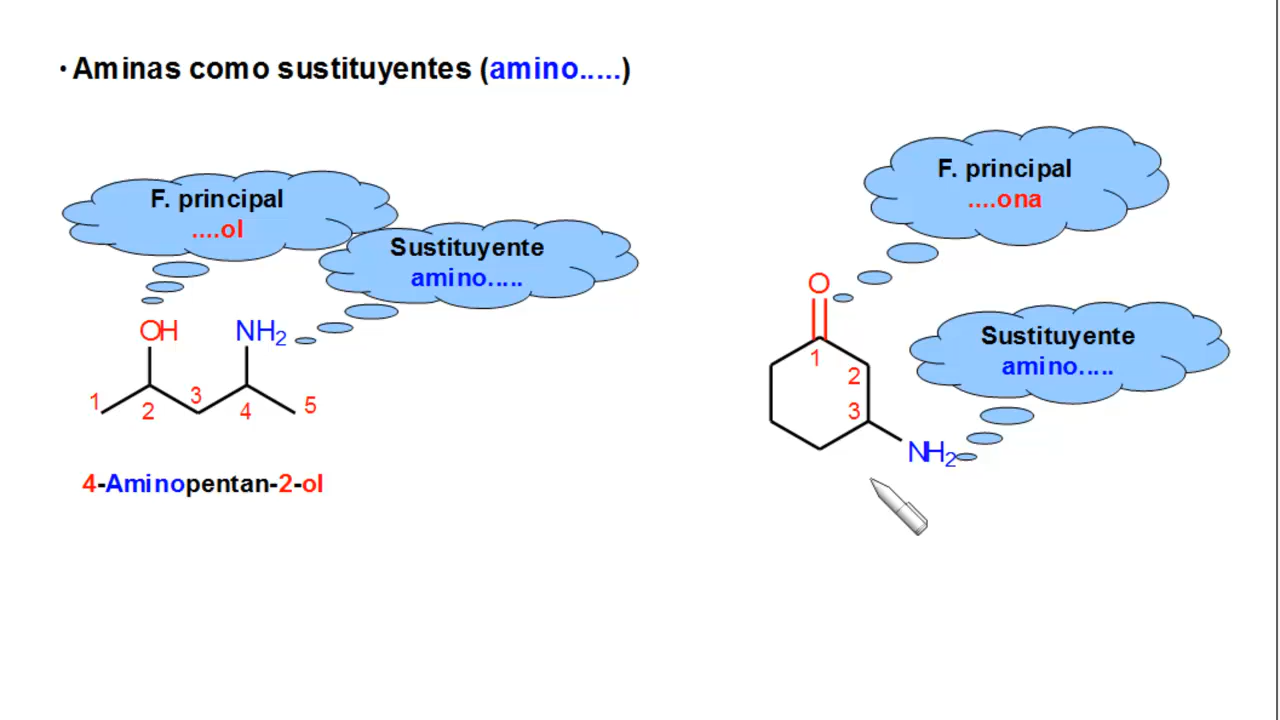 · Aminas como sustituyentes (amino.....)
F. principal
....ol
Sustituyente
amino.....
OH
NH2
1
2
3
4
5
4-Aminopentan-2-ol
F. principal
....ona
Sustituyente
amino.....
O
1
2
3
NH2